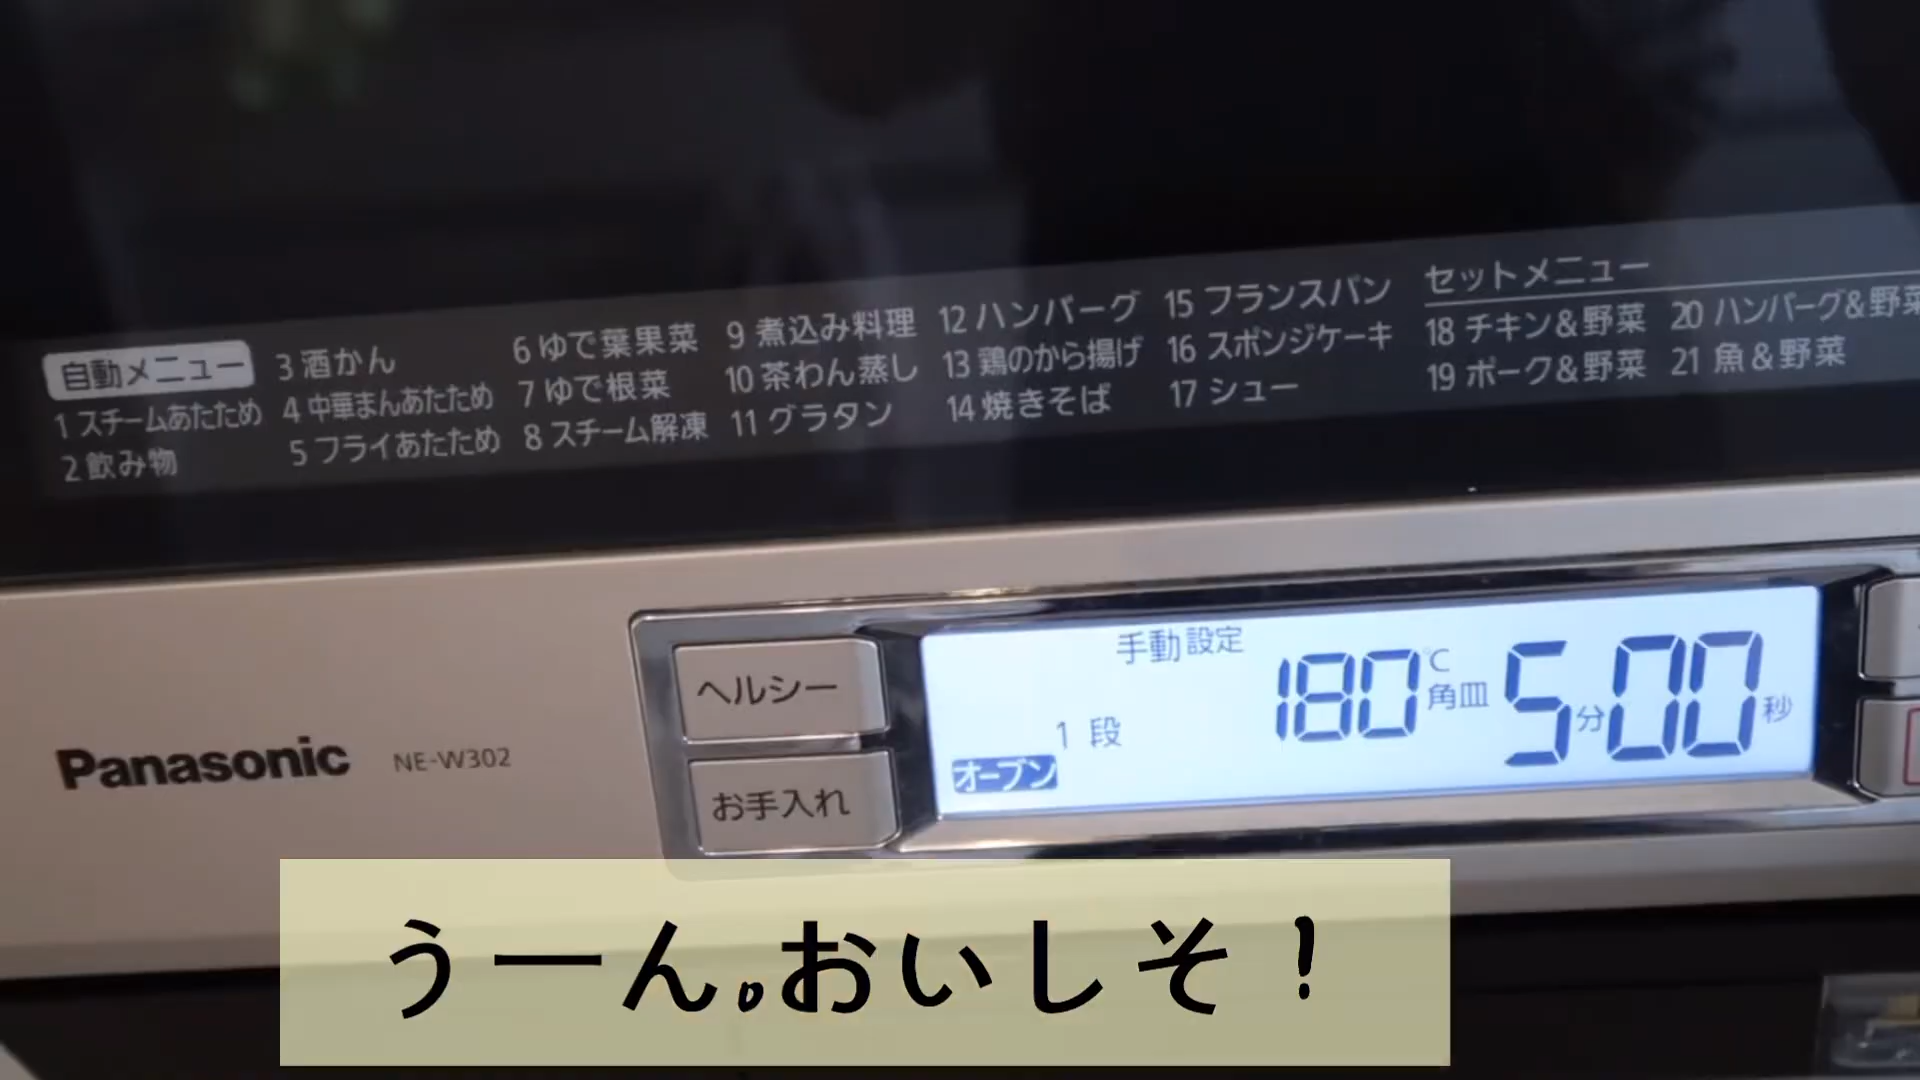 自動メニュー
1 スチームあたため
2 飲み物
3 酒かん
4 中華まんあたため
5 フライあたため
6 ゆで葉果菜
7 ゆで根菜
8 スチーム解凍
9 煮込み料理
10 茶わん蒸し
11 グラタン
12 ハンバーグ
13 鶏のから揚げ
14 焼きそば
15 フランスパン
16 スポンジケーキ
17 シュー
セットメニュー
18 チキン&野菜
19 ポーク&野菜
20 ハンバーグ&野菜
21 魚&野菜
Panasonic NE-W302
ヘルシー
お手入れ
手動設定
180℃ 角皿 5分00秒
1 段
オーブン
うーん。おいしそ！